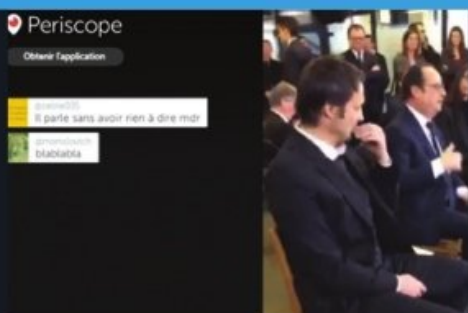 Periscope
Obtenir l'application
Il parle sans avoir rien à dire mdr
blablabla